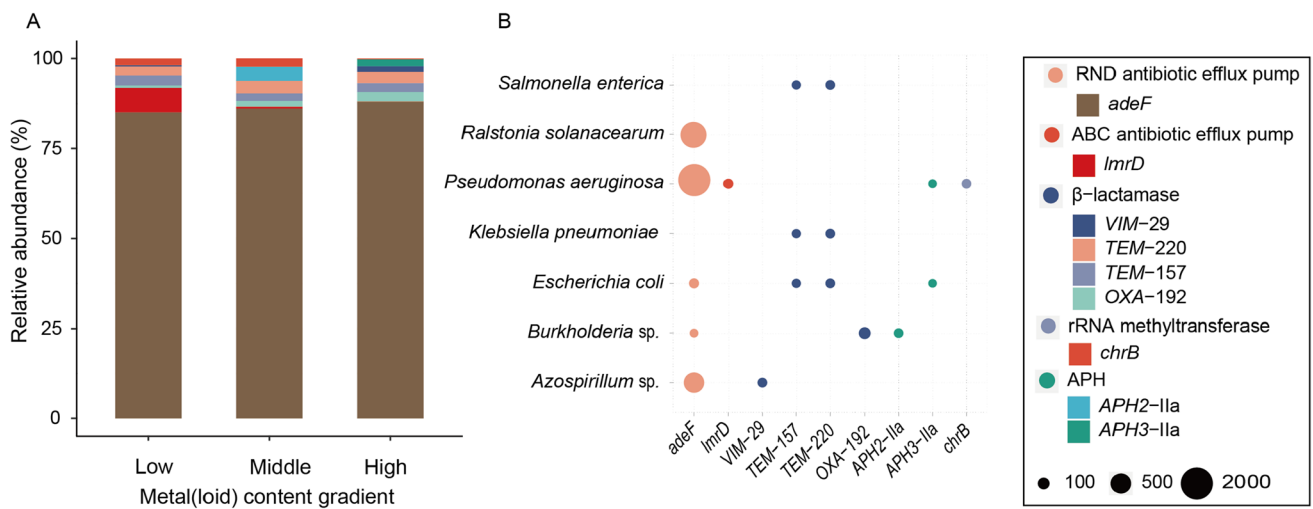 A
100
75
50
25
0
Relative abundance (%)
Low
Middle
High
Metal(loid) content gradient
B
Salmonella enterica
Ralstonia solanacearum
Pseudomonas aeruginosa
Klebsiella pneumoniae
Escherichia coli
Burkholderia sp.
Azospirillum sp.
adeF
lmrD
VIM−29
TEM−157
TEM−220
OXA−192
APH2−IIa
APH3−IIa
chrB
RND antibiotic efflux pump
adeF
ABC antibiotic efflux pump
lmrD
β−lactamase
VIM−29
TEM−220
TEM−157
OXA−192
rRNA methyltransferase
chrB
APH
APH2−IIa
APH3−IIa
100
500
2000